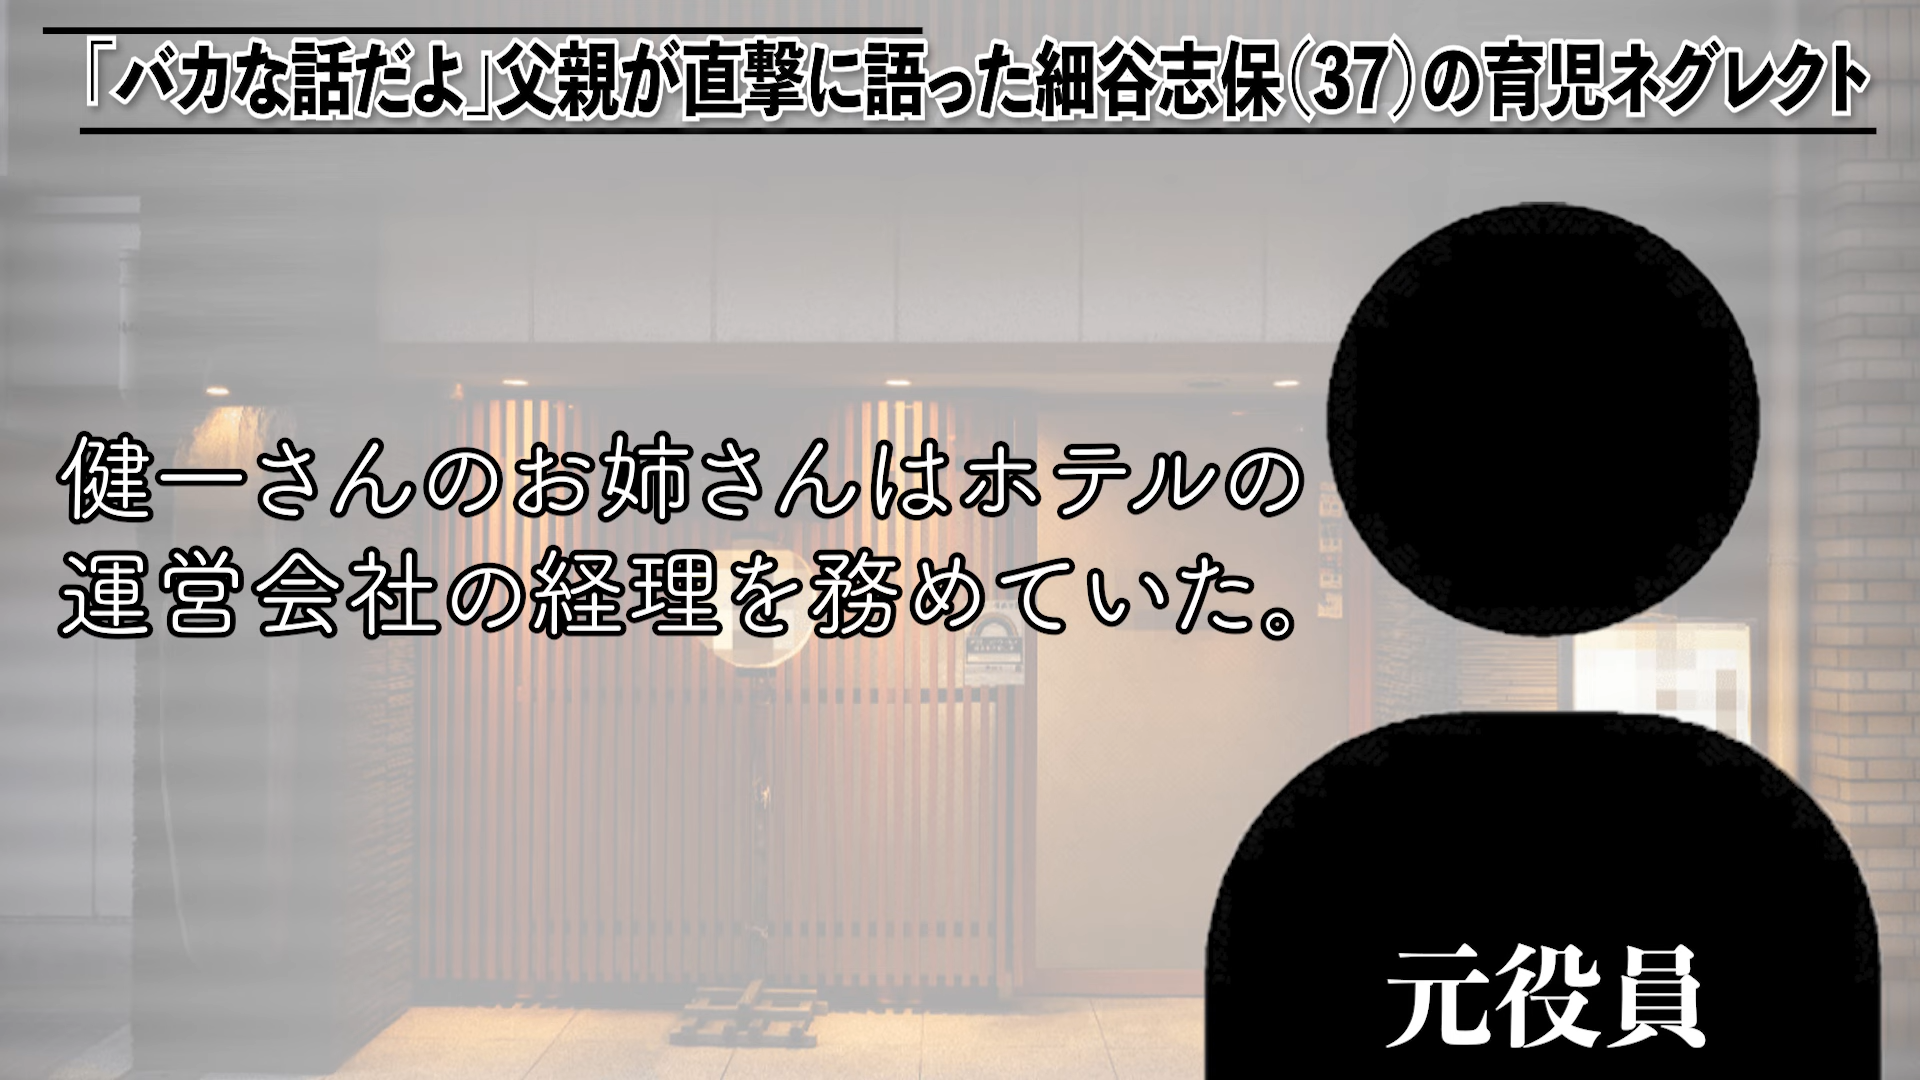 「バカな話だよ」父親が直撃に語った細谷志保（37）の育児ネグレクト
健一さんのお姉さんはホテルの
運営会社の経理を務めていた。
元役員